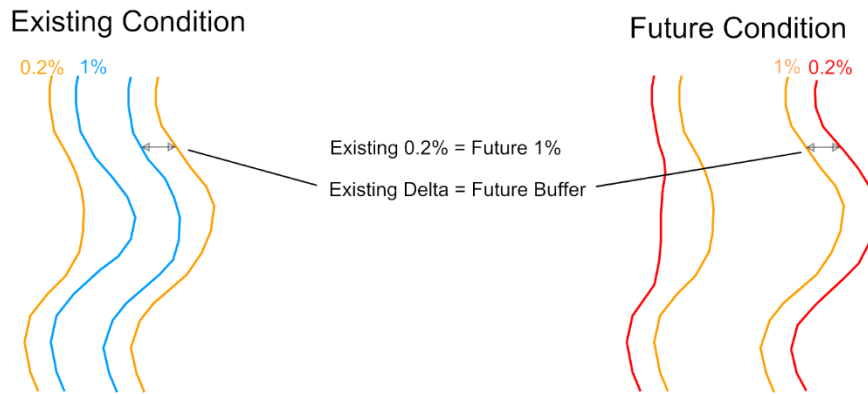 Existing Condition
Future Condition
0.2% 1%
1% 0.2%
Existing 0.2% = Future 1%
Existing Delta = Future Buffer